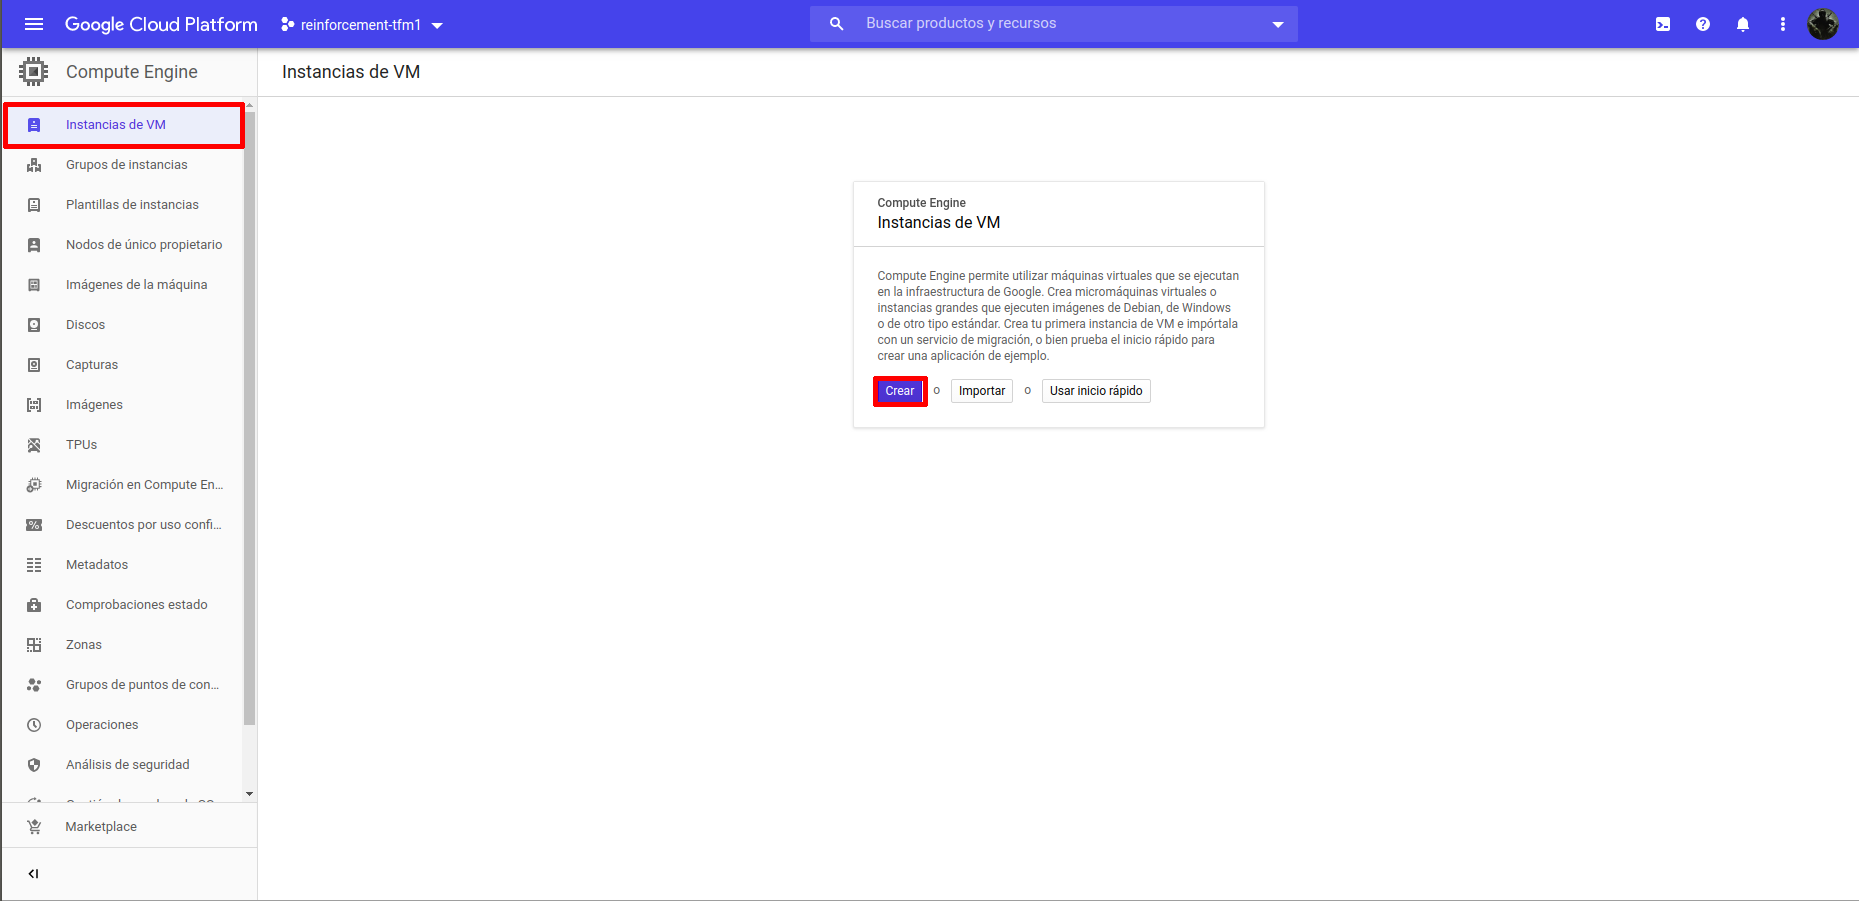 Google Cloud Platform
reinforcement-tfm1
Buscar productos y recursos
Compute Engine
Instancias de VM
Instancias de VM
Grupos de instancias
Plantillas de instancias
Nodos de único propietario
Imágenes de la máquina
Discos
Capturas
Imágenes
TPUs
Migración en Compute En...
Descuentos por uso confi...
Metadatos
Comprobaciones estado
Zonas
Grupos de puntos de con...
Operaciones
Análisis de seguridad
Marketplace
Compute Engine
Instancias de VM
Compute Engine permite utilizar máquinas virtuales que se ejecutan
en la infraestructura de Google. Crea micromáquinas virtuales o
instancias grandes que ejecuten imágenes de Debian, de Windows
o de otro tipo estándar. Crea tu primera instancia de VM e impórtala
con un servicio de migración, o bien prueba el inicio rápido para
crear una aplicación de ejemplo.
Crear o Importar o Usar inicio rápido